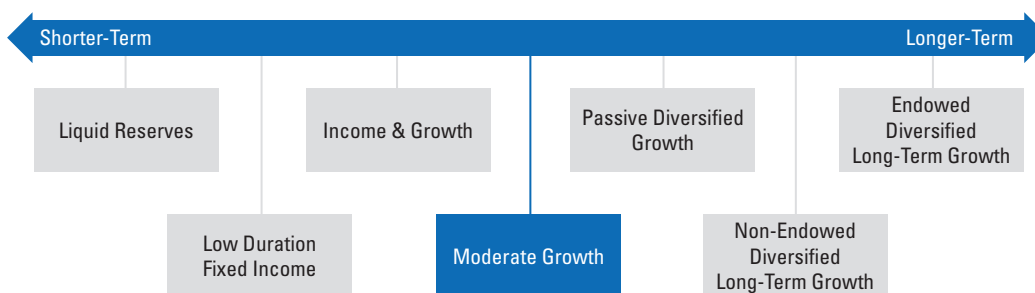 Shorter-Term
Longer-Term
Liquid Reserves
Income & Growth
Passive Diversified
Growth
Endowed
Diversified
Long-Term Growth
Low Duration
Fixed Income
Moderate Growth
Non-Endowed
Diversified
Long-Term Growth